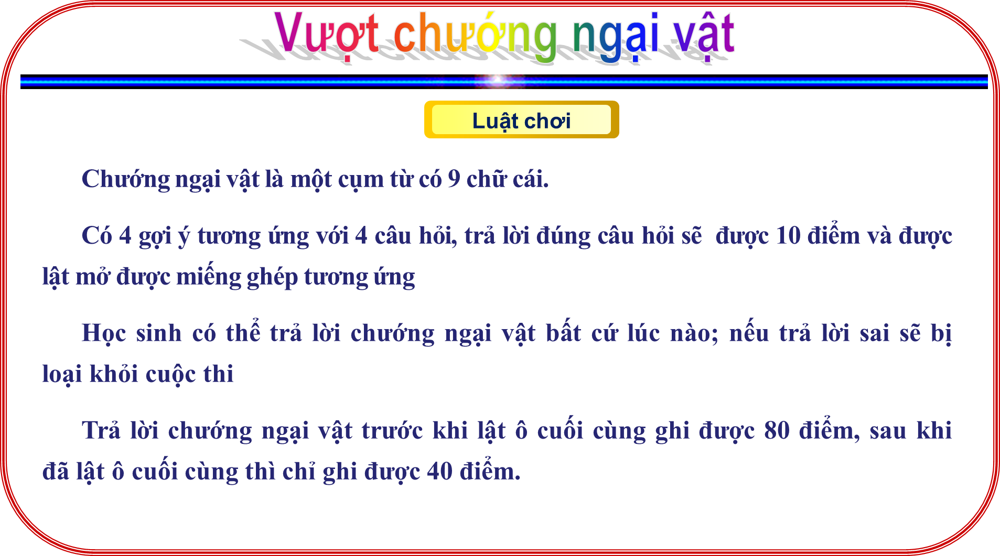 Vượt chướng ngại vật
Luật chơi
Chướng ngại vật là một cụm từ có 9 chữ cái.
Có 4 gợi ý tương ứng với 4 câu hỏi, trả lời đúng câu hỏi sẽ  được 10 điểm và được
lật mở được miếng ghép tương ứng
Học sinh có thể trả lời chướng ngại vật bất cứ lúc nào; nếu trả lời sai sẽ bị
loại khỏi cuộc thi
Trả lời chướng ngại vật trước khi lật ô cuối cùng ghi được 80 điểm, sau khi
đã lật ô cuối cùng thì chỉ ghi được 40 điểm.